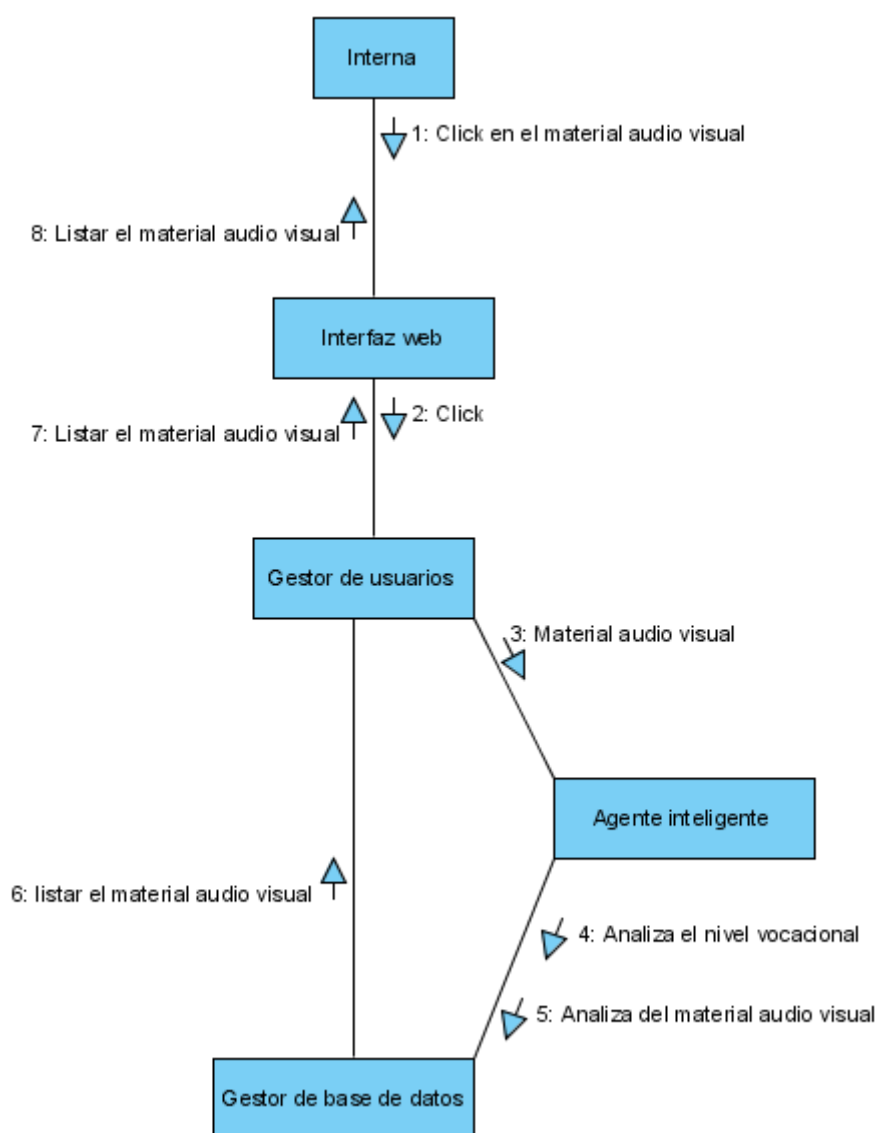 Interna
1: Click en el material audio visual
8: Listar el material audio visual
Interfaz web
2: Click
7: Listar el material audio visual
Gestor de usuarios
3: Material audio visual
Agente inteligente
6: listar el material audio visual
4: Analiza el nivel vocacional
5: Analiza del material audio visual
Gestor de base de datos